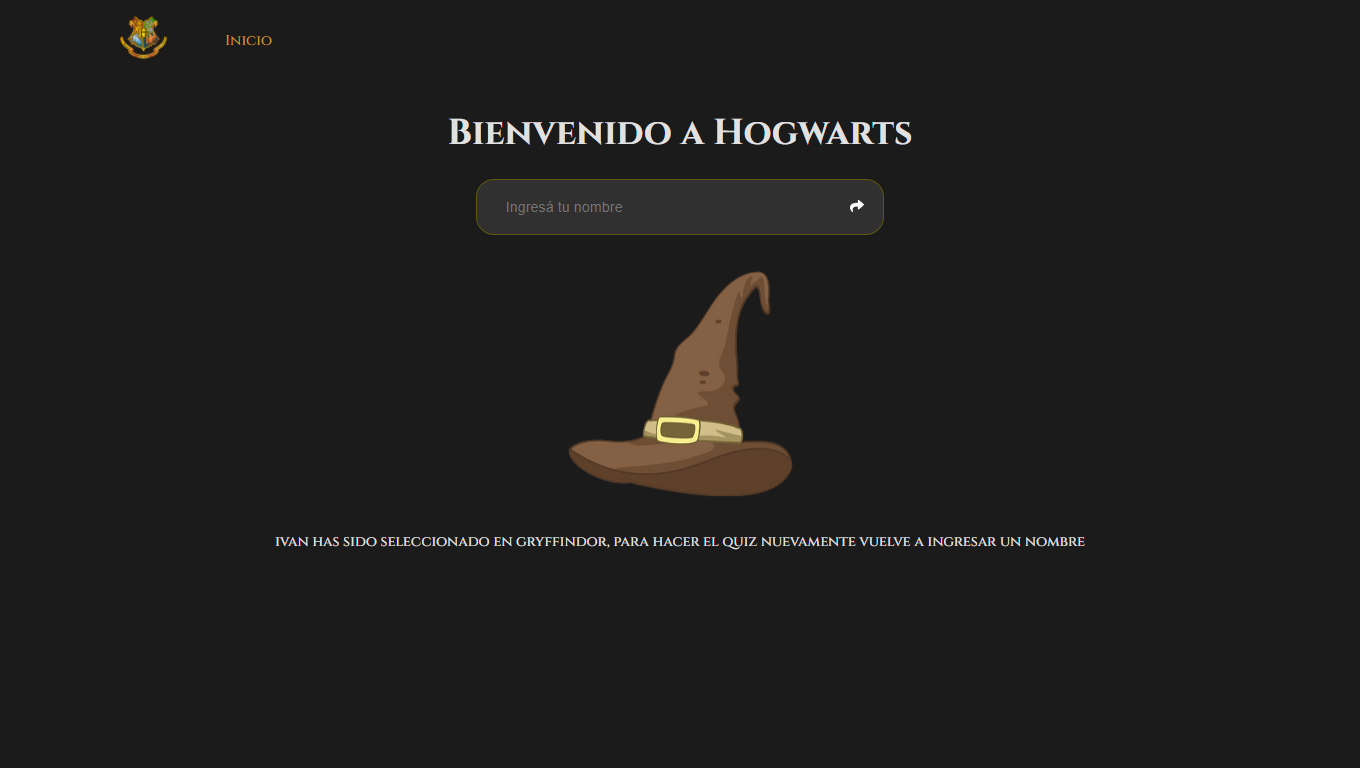 Inicio
Bienvenido a Hogwarts
Ingresá tu nombre
ivan has sido seleccionado en gryffindor, para hacer el quiz nuevamente vuelve a ingresar un nombre